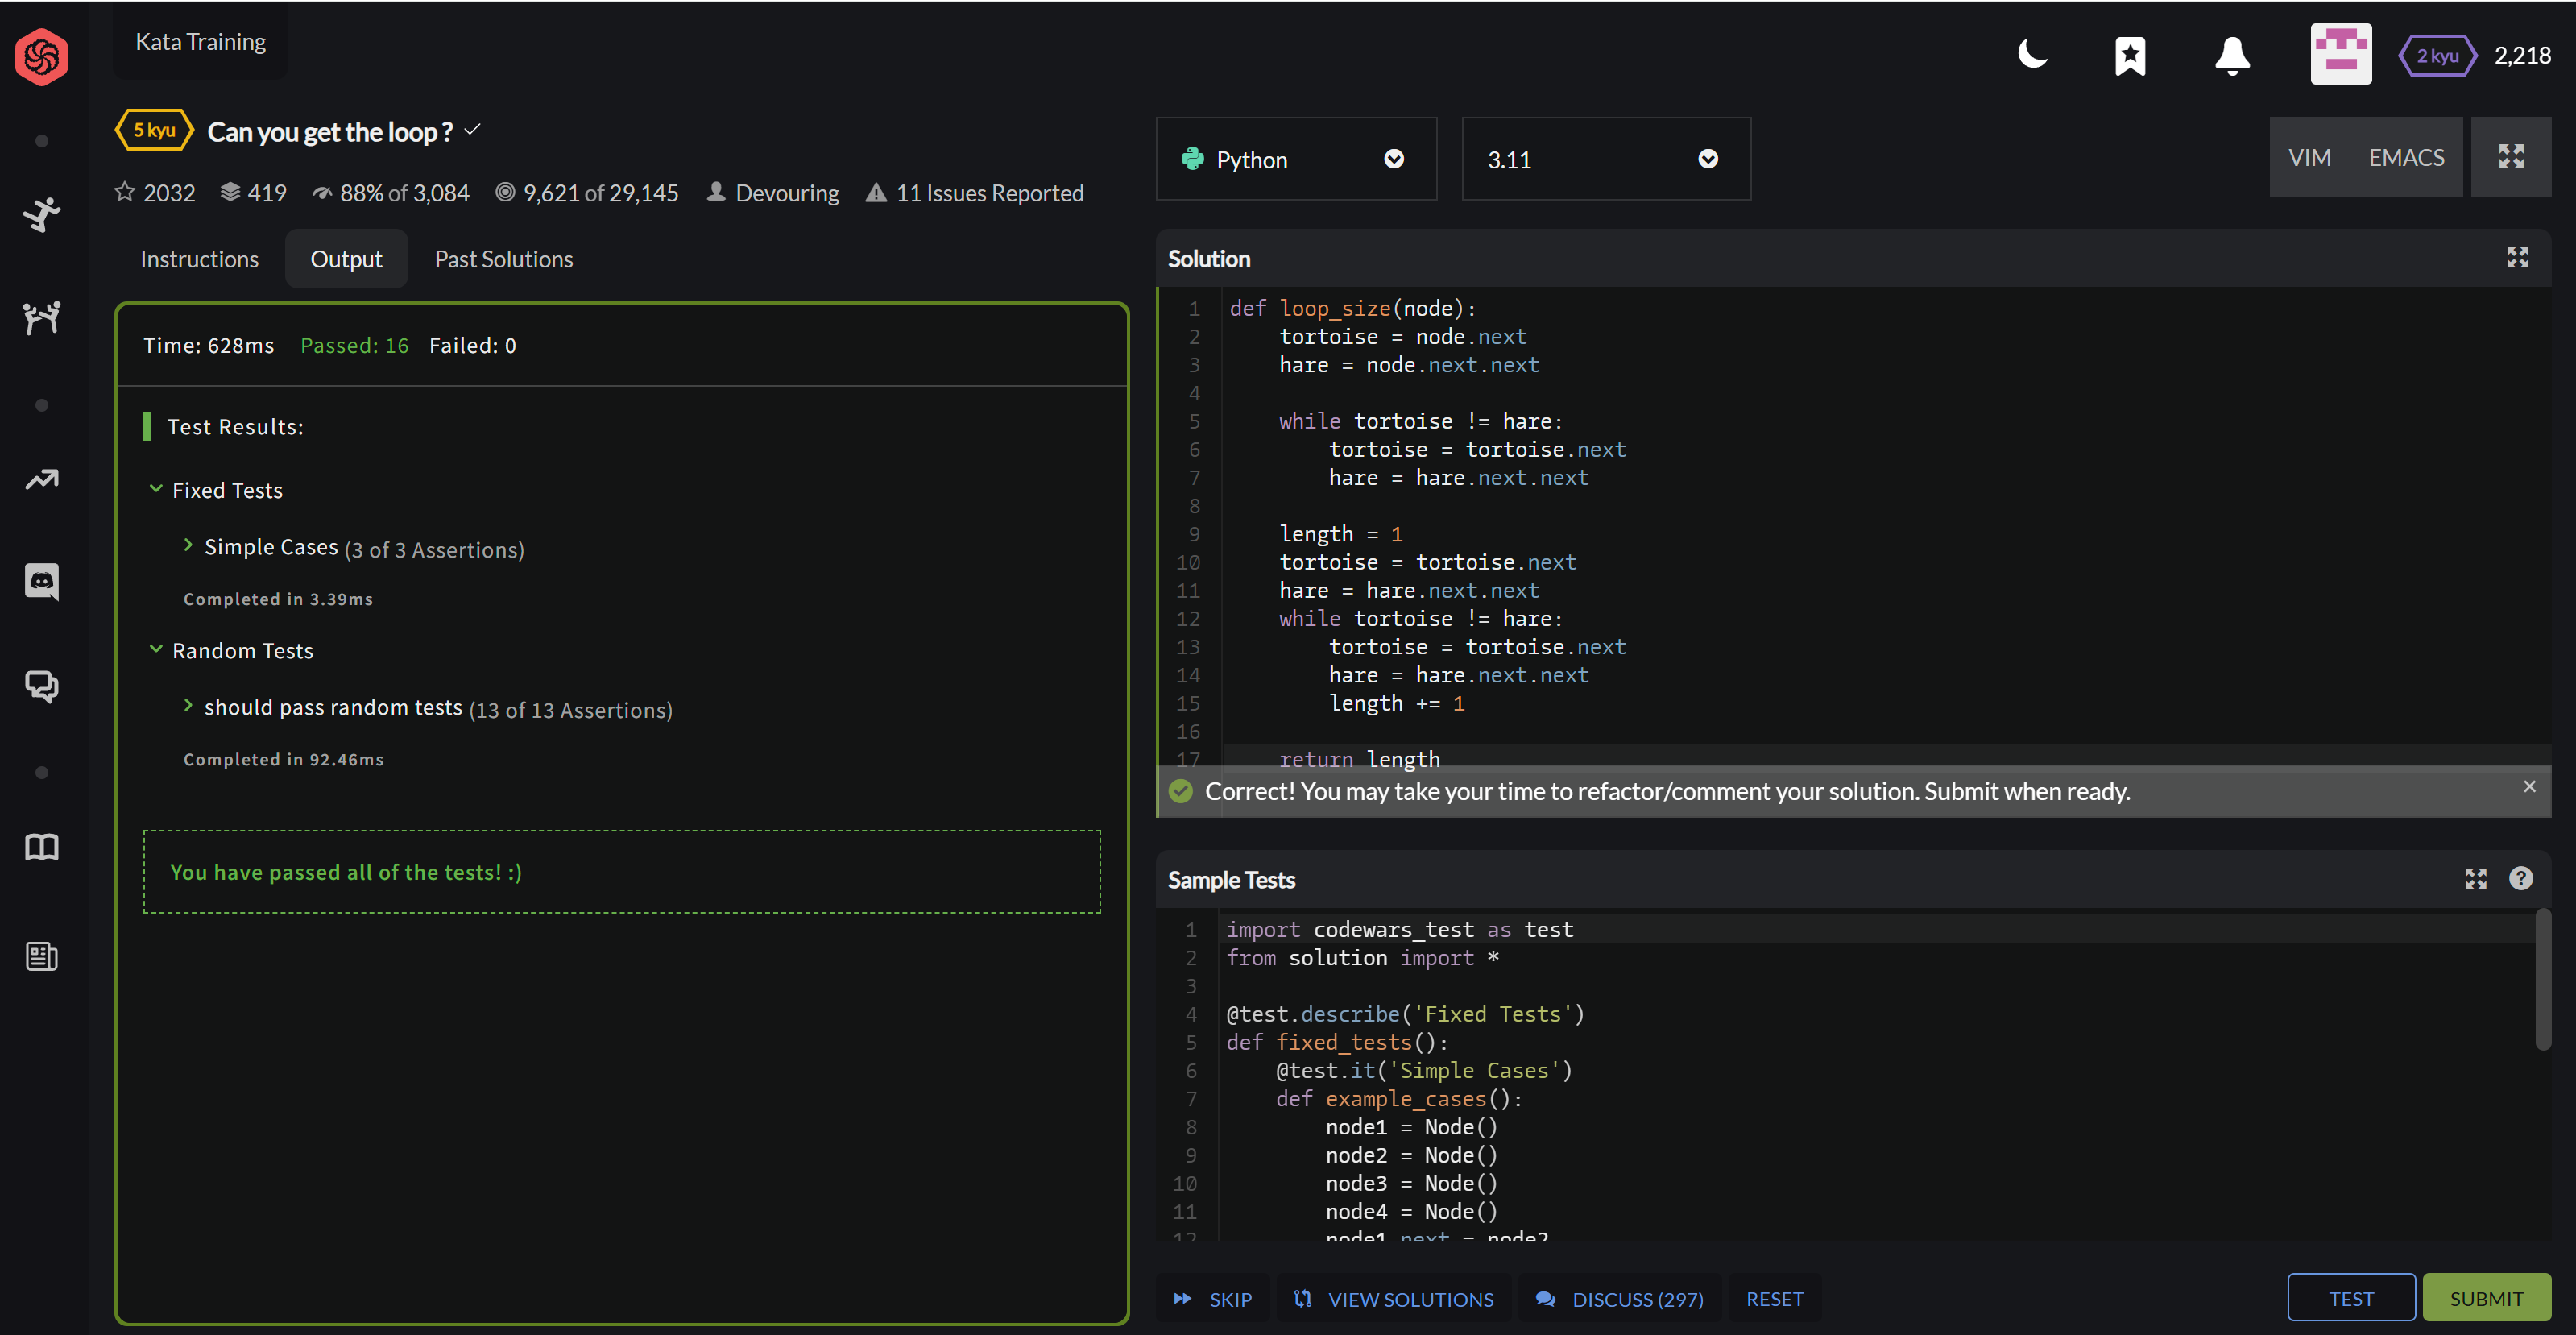 Kata Training
2 kyu 2,218
5 kyu Can you get the loop ?
2032 419 88% of 3,084 9,621 of 29,145 Devouring 11 Issues Reported
Instructions Output Past Solutions
Time: 628ms Passed: 16 Failed: 0
Test Results:
Fixed Tests
Simple Cases (3 of 3 Assertions)
Completed in 3.39ms
Random Tests
should pass random tests (13 of 13 Assertions)
Completed in 92.46ms
You have passed all of the tests! :)
Python 3.11 VIM EMACS
Solution
1 def loop_size(node):
2     tortoise = node.next
3     hare = node.next.next
4
5     while tortoise != hare:
6         tortoise = tortoise.next
7         hare = hare.next.next
8
9     length = 1
10     tortoise = tortoise.next
11     hare = hare.next.next
12     while tortoise != hare:
13         tortoise = tortoise.next
14         hare = hare.next.next
15         length += 1
16
17     return length
Correct! You may take your time to refactor/comment your solution. Submit when ready. ×
Sample Tests
1 import codewars_test as test
2 from solution import *
3
4 @test.describe('Fixed Tests')
5 def fixed_tests():
6     @test.it('Simple Cases')
7     def example_cases():
8         node1 = Node()
9         node2 = Node()
10         node3 = Node()
11         node4 = Node()
12         node1.next = node2
SKIP VIEW SOLUTIONS DISCUSS (297) RESET TEST SUBMIT